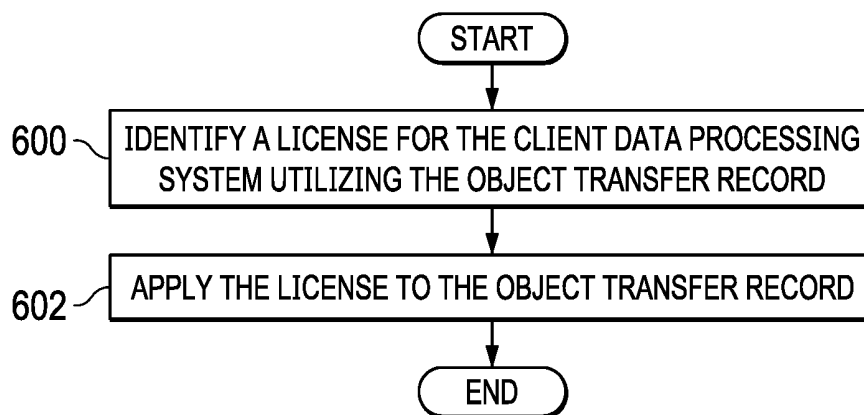 START
600
IDENTIFY A LICENSE FOR THE CLIENT DATA PROCESSING
SYSTEM UTILIZING THE OBJECT TRANSFER RECORD
602
APPLY THE LICENSE TO THE OBJECT TRANSFER RECORD
END